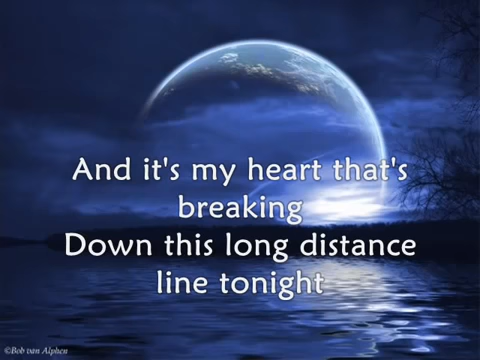 And it's my heart that's
breaking
Down this long distance
line tonight
©Bob van Alphen